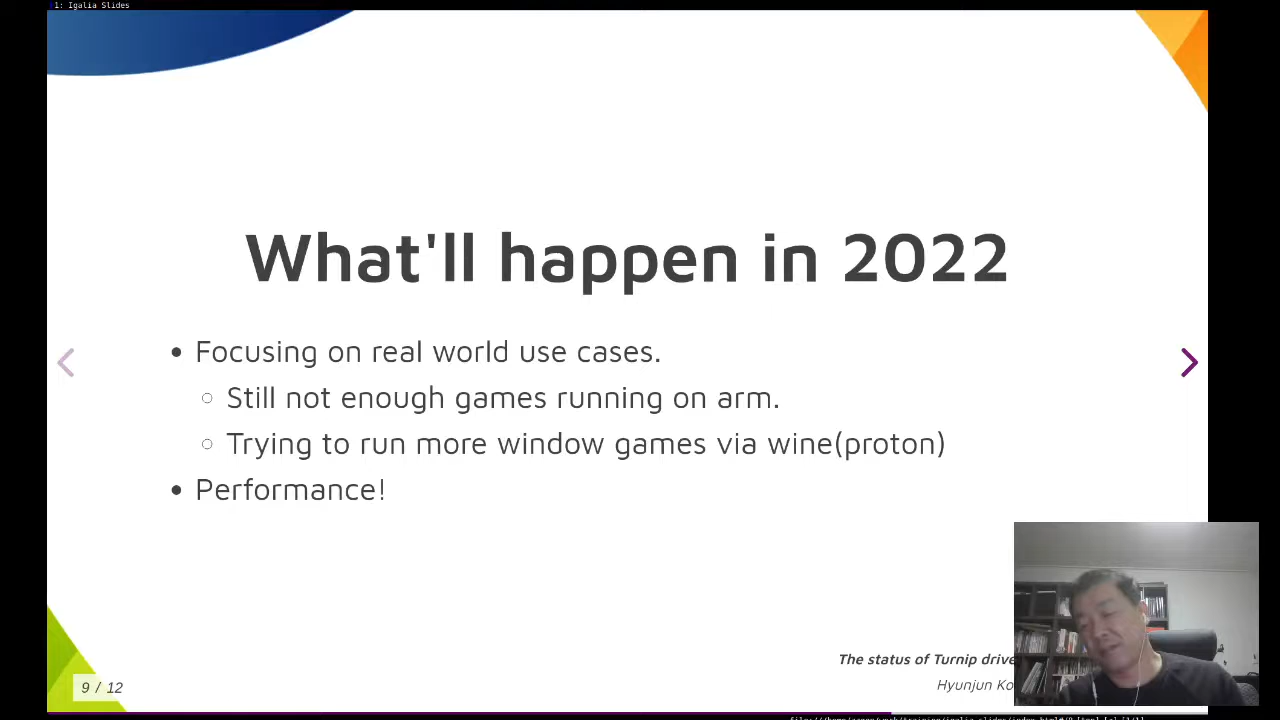 1: Igalia Slides
What'll happen in 2022
Focusing on real world use cases.
Still not enough games running on arm.
Trying to run more window games via wine(proton)
Performance!
The status of Turnip drive
Hyunjun Ko
9 / 12